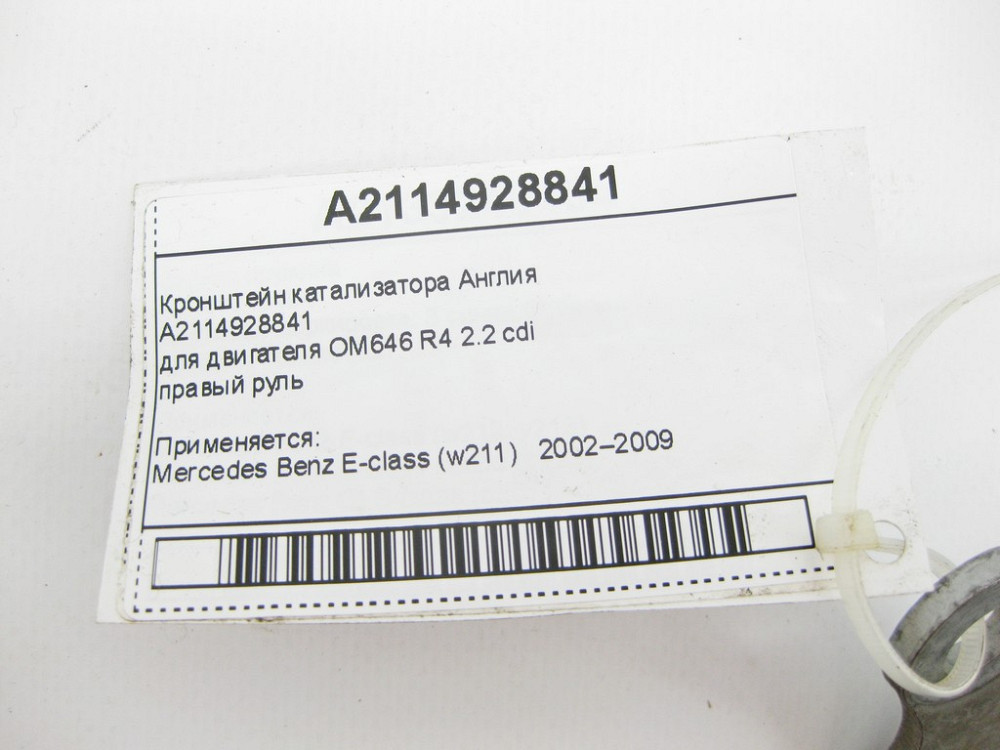 A2114928841
Кронштейн катализатора Англия
A2114928841
для двигателя OM646 R4 2.2 cdi
правый руль
Применяется:
Mercedes Benz E-class (w211) 2002–2009